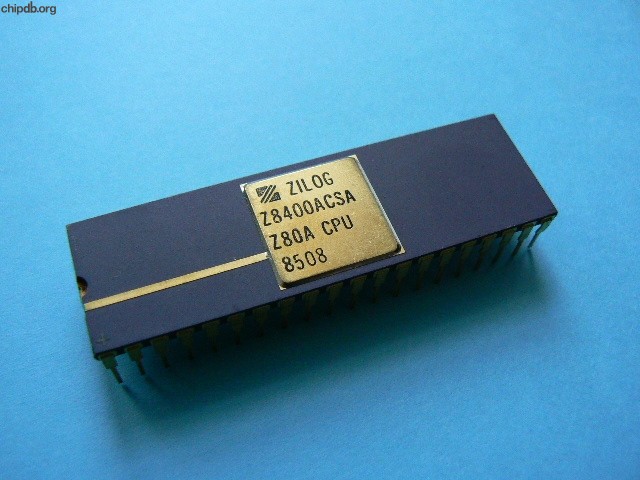 chipdb.org
ZILOG
Z8400ACSA
Z80A CPU
8508